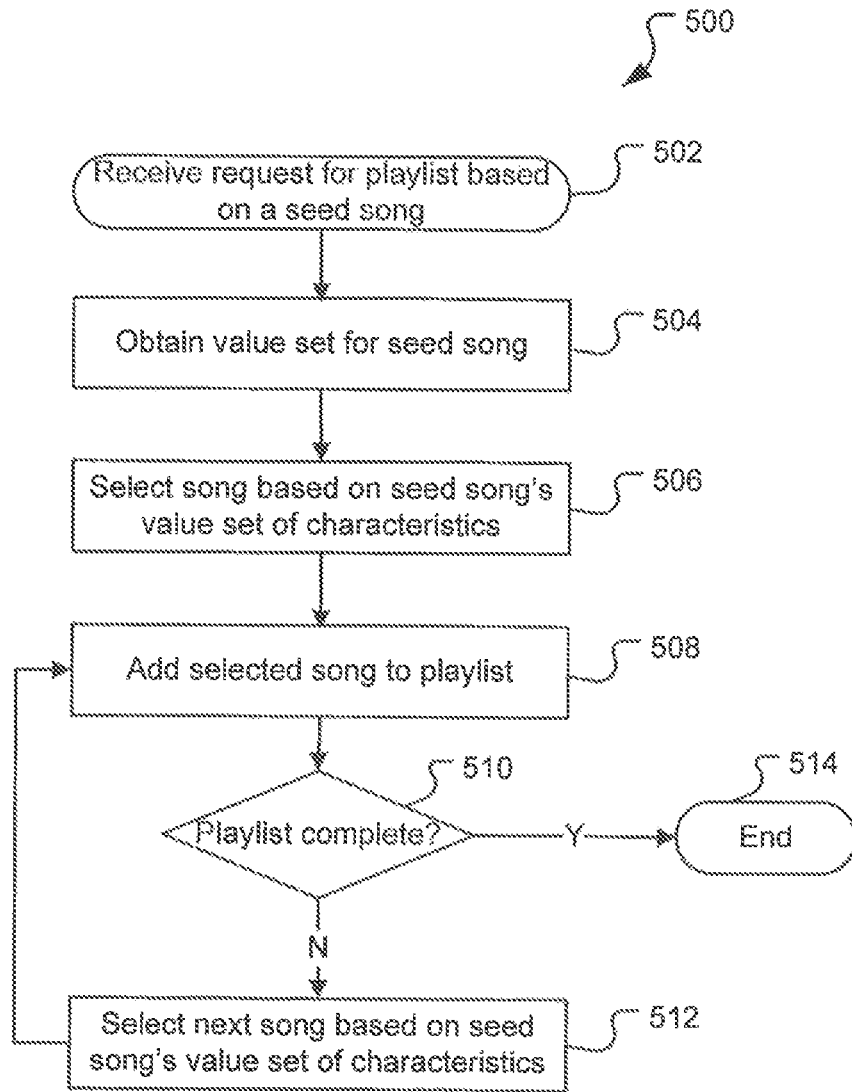 500
Receive request for playlist based
on a seed song
502
Obtain value set for seed song
504
Select song based on seed song's
value set of characteristics
506
Add selected song to playlist
508
Playlist complete?
510
Y
End
514
N
Select next song based on seed
song's value set of characteristics
512